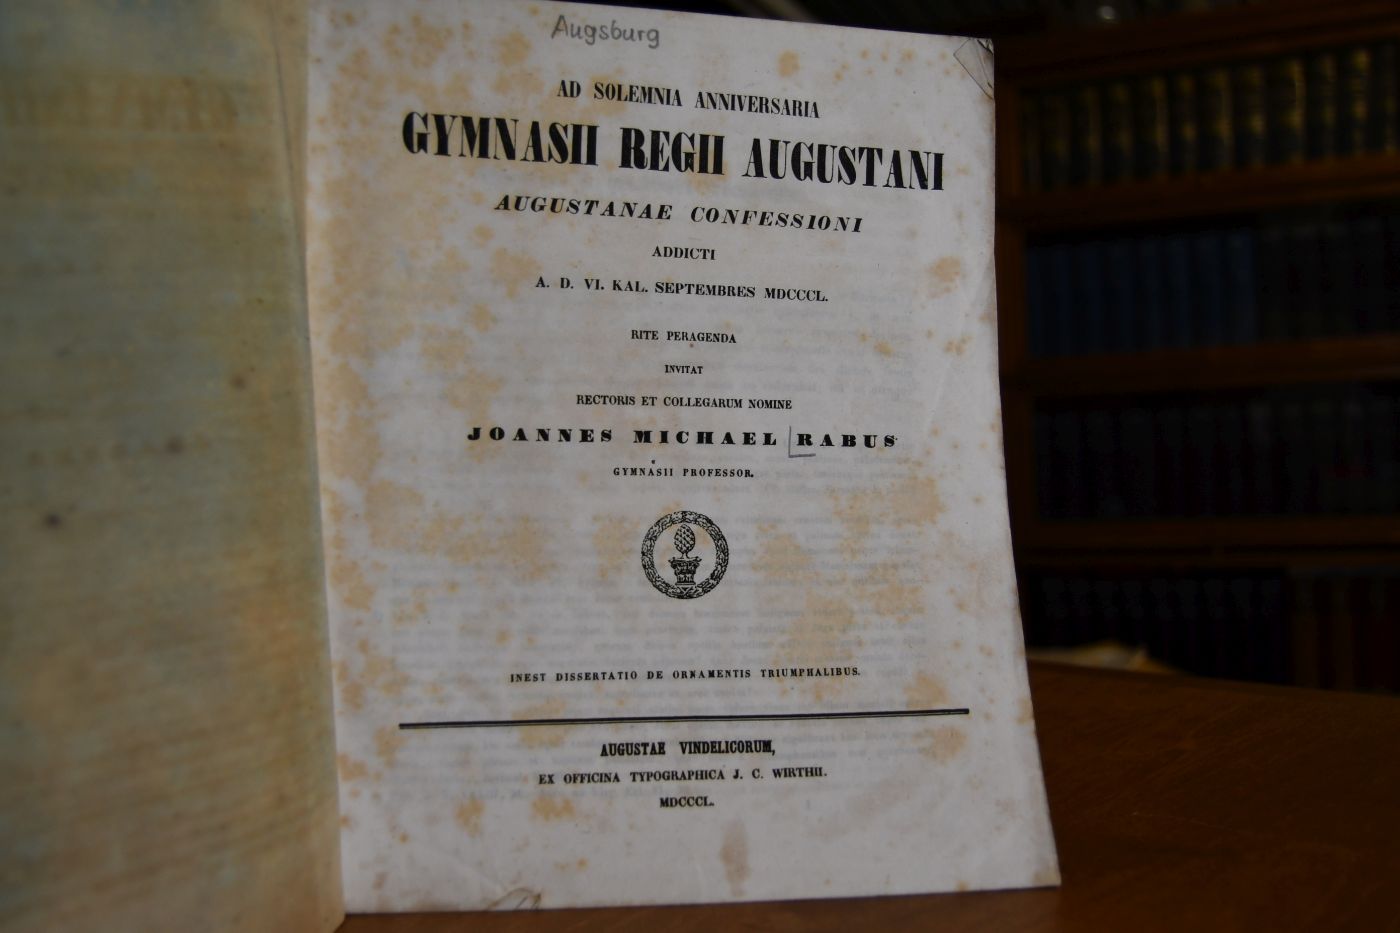 Augsburg
AD SOLEMNIA ANNIVERSARIA
GYMNASII REGII AUGUSTANI
AUGUSTANAE CONFESSIONI
ADDICTI
A. D. VI. KAL. SEPTEMBRES MDCCCL.
RITE PERAGENDA
INVITAT
RECTORIS ET COLLEGARUM NOMINE
JOANNES MICHAEL RABUS
GYMNASII PROFESSOR.
INEST DISSERTATIO DE ORNAMENTIS TRIUMPHALIBUS.
AUGUSTAE VINDELICORUM,
EX OFFICINA TYPOGRAPHICA J. C. WIRTHII.
MDCCCL.